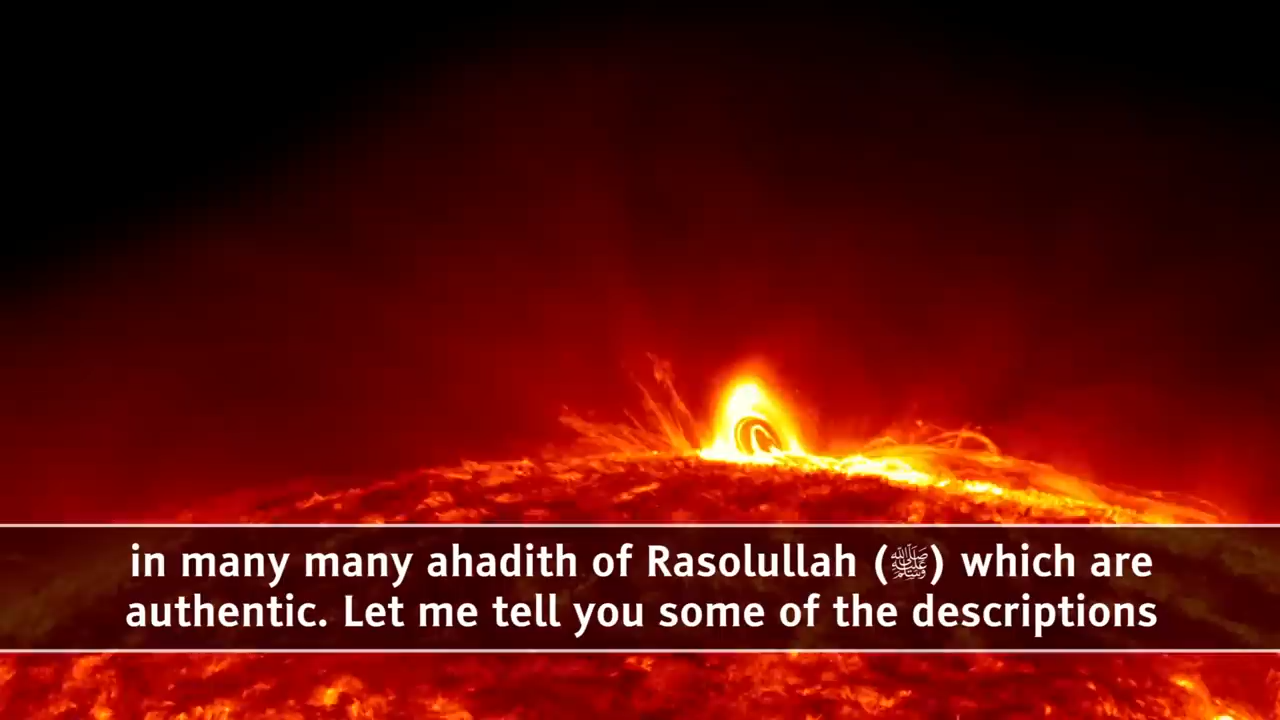 in many many ahadith of Rasolullah (ﷺ) which are
authentic. Let me tell you some of the descriptions